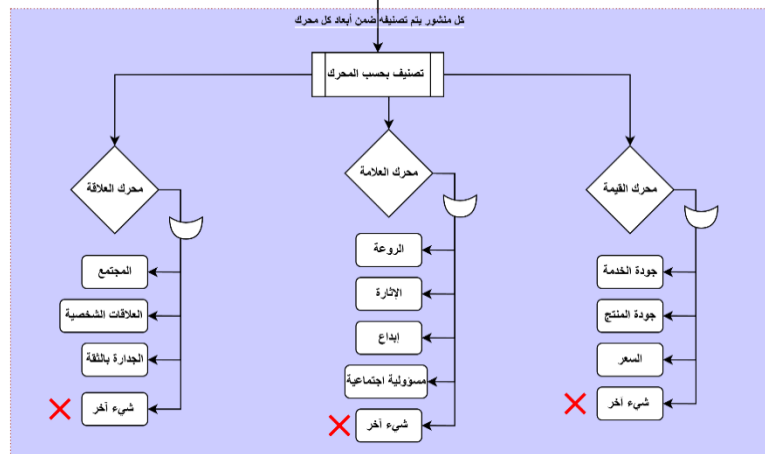 كل منشور يتم تصنيفه ضمن أبعاد كل محرك
تصنيف بحسب المحرك
محرك القيمة
جودة الخدمة
جودة المنتج
السعر
شيء آخر
محرك العلامة
الروعة
الإثارة
إبداع
مسؤولية اجتماعية
شيء آخر
محرك العلاقة
المجتمع
العلاقات الشخصية
الجدارة بالثقة
شيء آخر